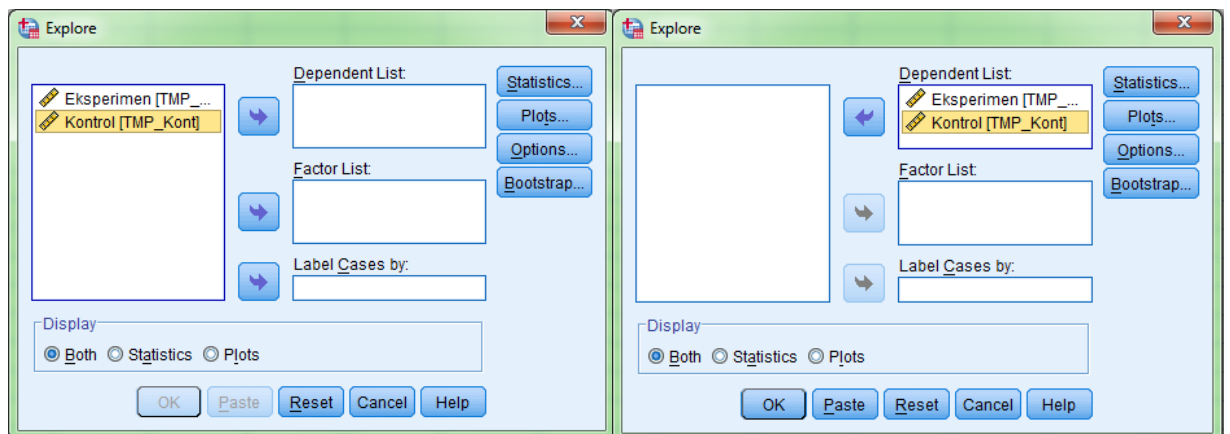 Explore
Dependent List:
Statistics...
Eksperimen [TMP_...
Kontrol [TMP_Kont]
Plots...
Options...
Factor List:
Bootstrap...
Label Cases by:
Display
Both Statistics Plots
OK Paste Reset Cancel Help
Explore
Dependent List:
Statistics...
Eksperimen [TMP_...
Kontrol [TMP_Kont]
Plots...
Options...
Factor List:
Bootstrap...
Label Cases by:
Display
Both Statistics Plots
OK Paste Reset Cancel Help